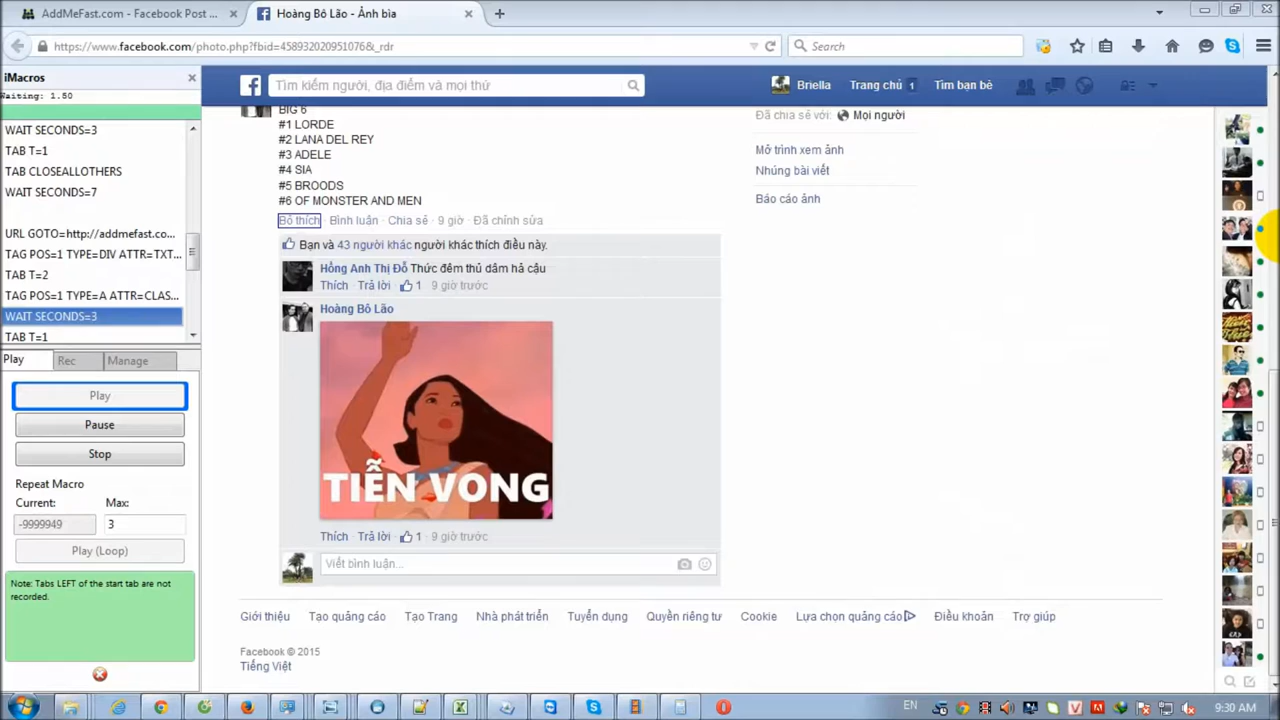 AddMeFast.com - Facebook Post ...
Hoàng Bô Lão - Ảnh bìa
https://www.facebook.com/photo.php?fbid=458932020951076&_rdr
Search
iMacros
Waiting: 1.50
WAIT SECONDS=3
TAB T=1
TAB CLOSEALLOTHERS
WAIT SECONDS=7
URL GOTO=http://addmefast.co...
TAG POS=1 TYPE=DIV ATTR=TXT...
TAB T=2
TAG POS=1 TYPE=A ATTR=CLAS...
WAIT SECONDS=3
TAB T=1
Play
Rec
Manage
Play
Pause
Stop
Repeat Macro
Current:
Max:
-9999949
3
Play (Loop)
Note: Tabs LEFT of the start tab are not
recorded.
Tìm kiếm người, địa điểm và mọi thứ
Briella
Trang chủ 1
Tìm bạn bè
BIG 6
#1 LORDE
#2 LANA DEL REY
#3 ADELE
#4 SIA
#5 BROODS
#6 OF MONSTER AND MEN
Bỏ thích · Bình luận · Chia sẻ · 9 giờ · Đã chỉnh sửa
Bạn và 43 người khác người khác thích điều này.
Hồng Anh Thị Đỗ Thức đêm thủ dâm hả cậu
Thích · Trả lời · 1 · 9 giờ trước
Hoàng Bô Lão
TIỄN VONG
Thích · Trả lời · 1 · 9 giờ trước
Viết bình luận...
Đã chia sẻ với: Mọi người
Mở trình xem ảnh
Nhúng bài viết
Báo cáo ảnh
Giới thiệu
Tạo quảng cáo
Tạo Trang
Nhà phát triển
Tuyển dụng
Quyền riêng tư
Cookie
Lựa chọn quảng cáo
Điều khoản
Trợ giúp
Facebook © 2015
Tiếng Việt
EN
9:30 AM